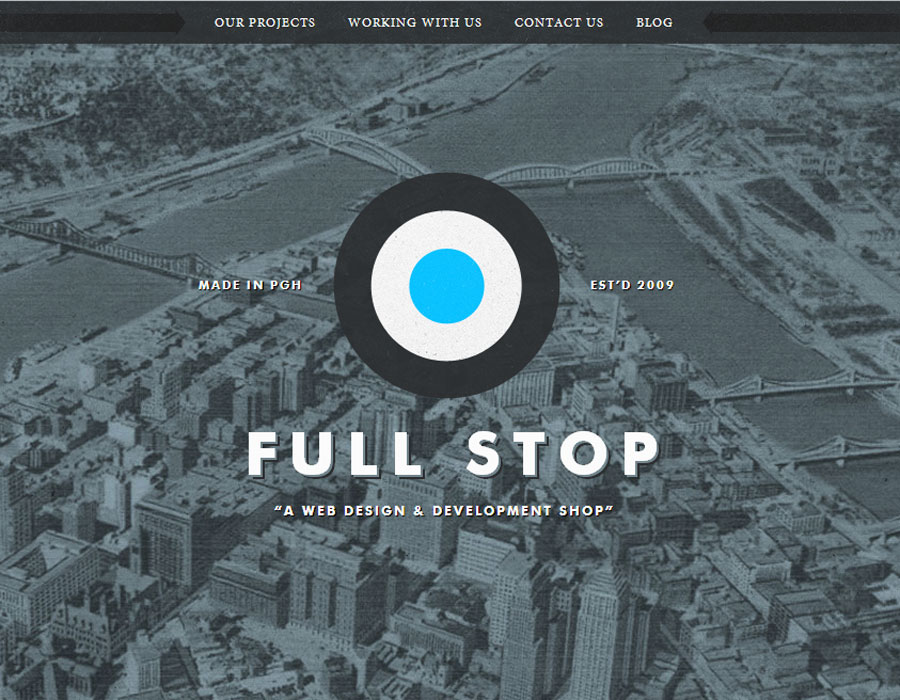 OUR PROJECTS WORKING WITH US CONTACT US BLOG
MADE IN PGH EST’D 2009
FULL STOP
“A WEB DESIGN & DEVELOPMENT SHOP”